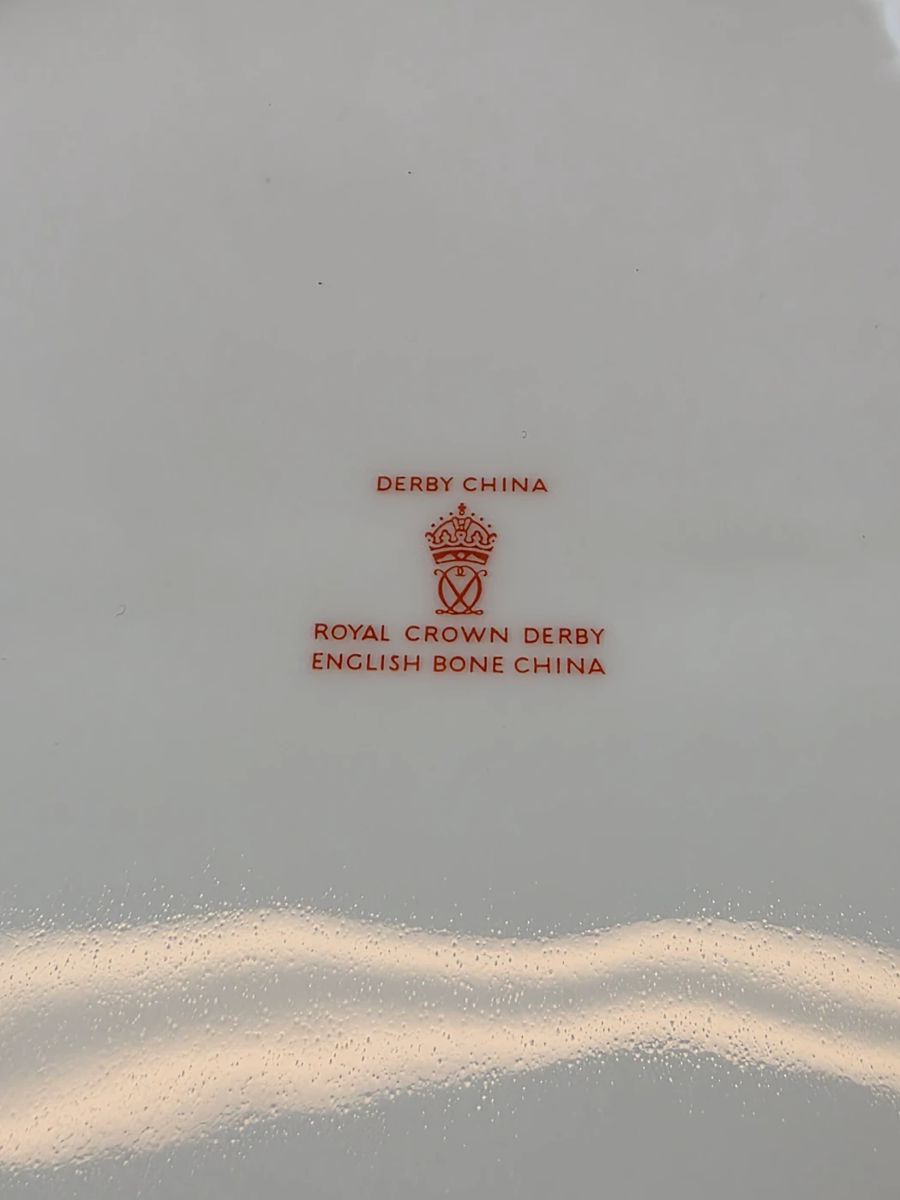 DERBY CHINA
ROYAL CROWN DERBY
ENGLISH BONE CHINA